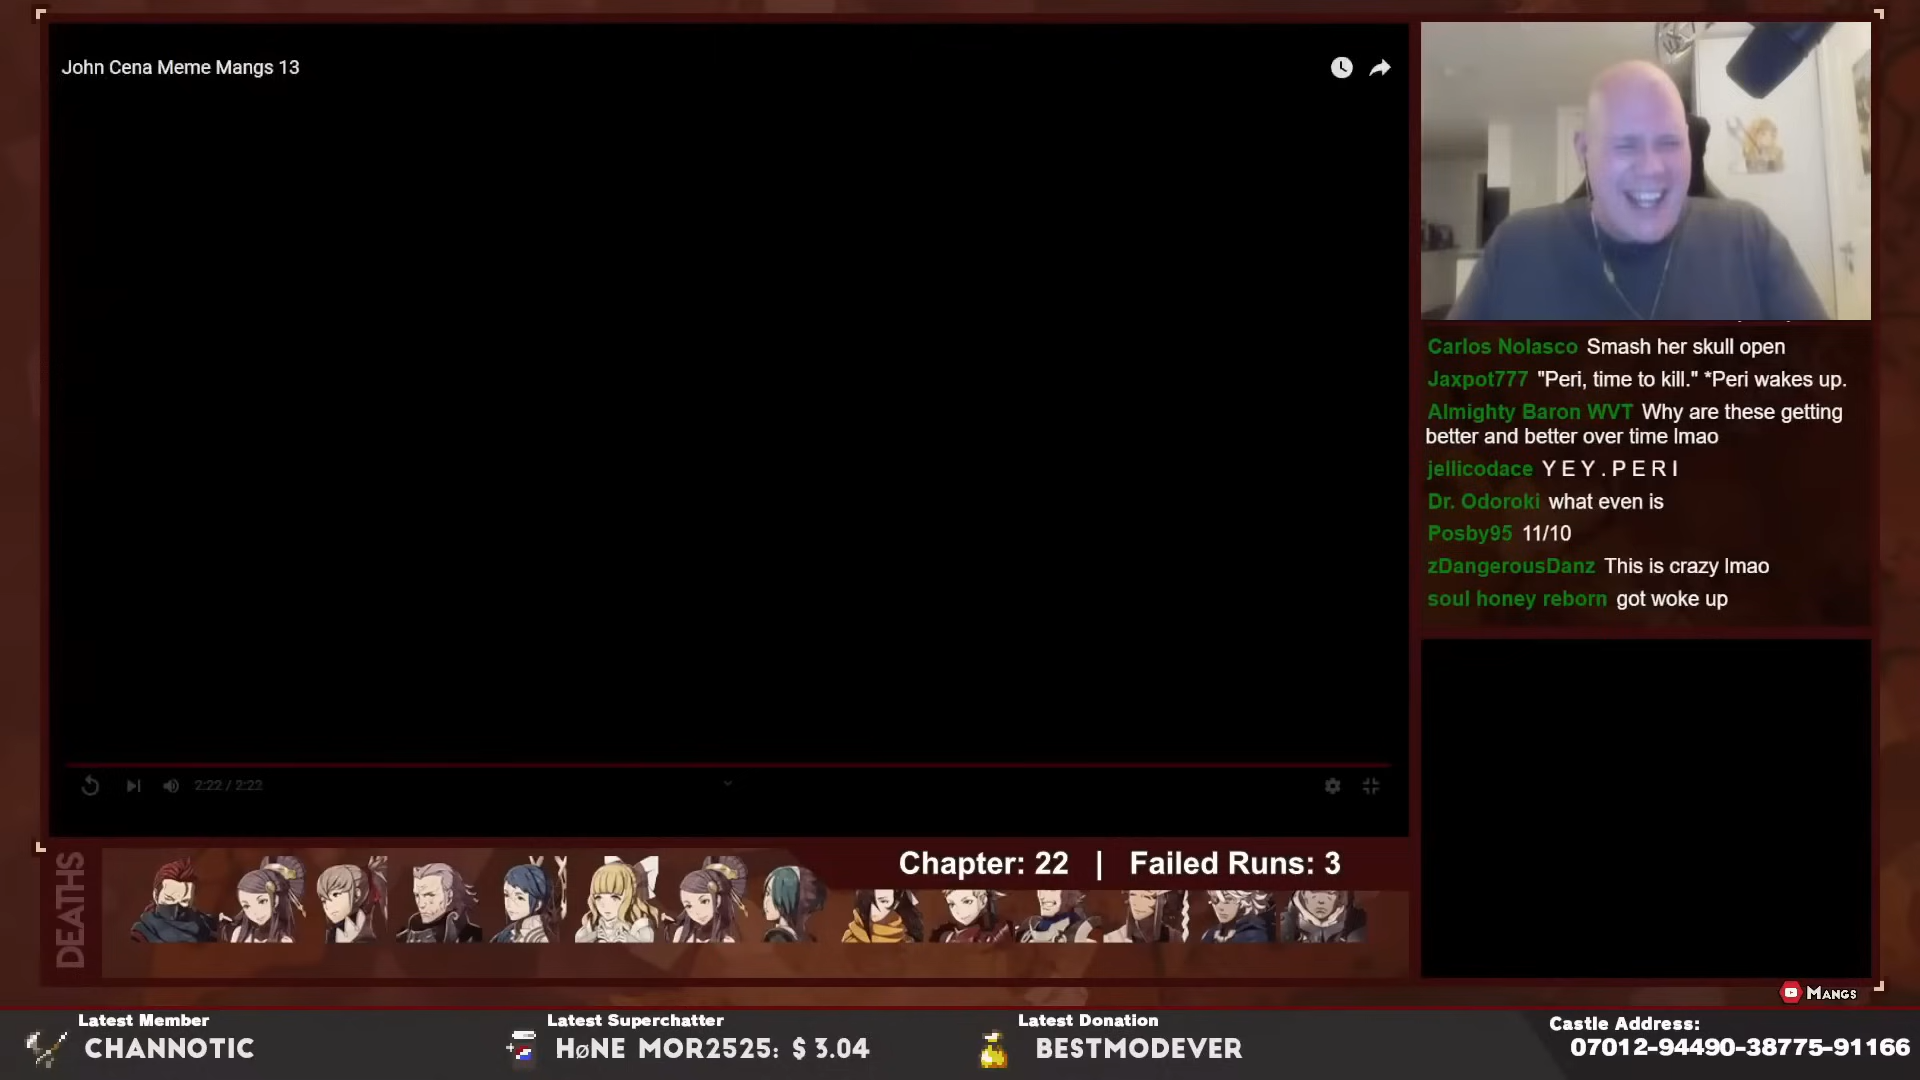 John Cena Meme Mangs 13
Carlos Nolasco Smash her skull open
Jaxpot777 "Peri, time to kill." *Peri wakes up.
Almighty Baron WVT Why are these getting
better and better over time lmao
jellicodace Y E Y . P E R I
Dr. Odoroki what even is
Posby95 11/10
zDangerousDanz This is crazy lmao
soul honey reborn got woke up
2:22 / 2:22
DEATHS
Chapter: 22 | Failed Runs: 3
MANGS
Latest Member
CHANNOTIC
Latest Superchatter
HØNE MOR2525: $ 3.04
Latest Donation
BESTMODEVER
Castle Address:
07012-94490-38775-91166